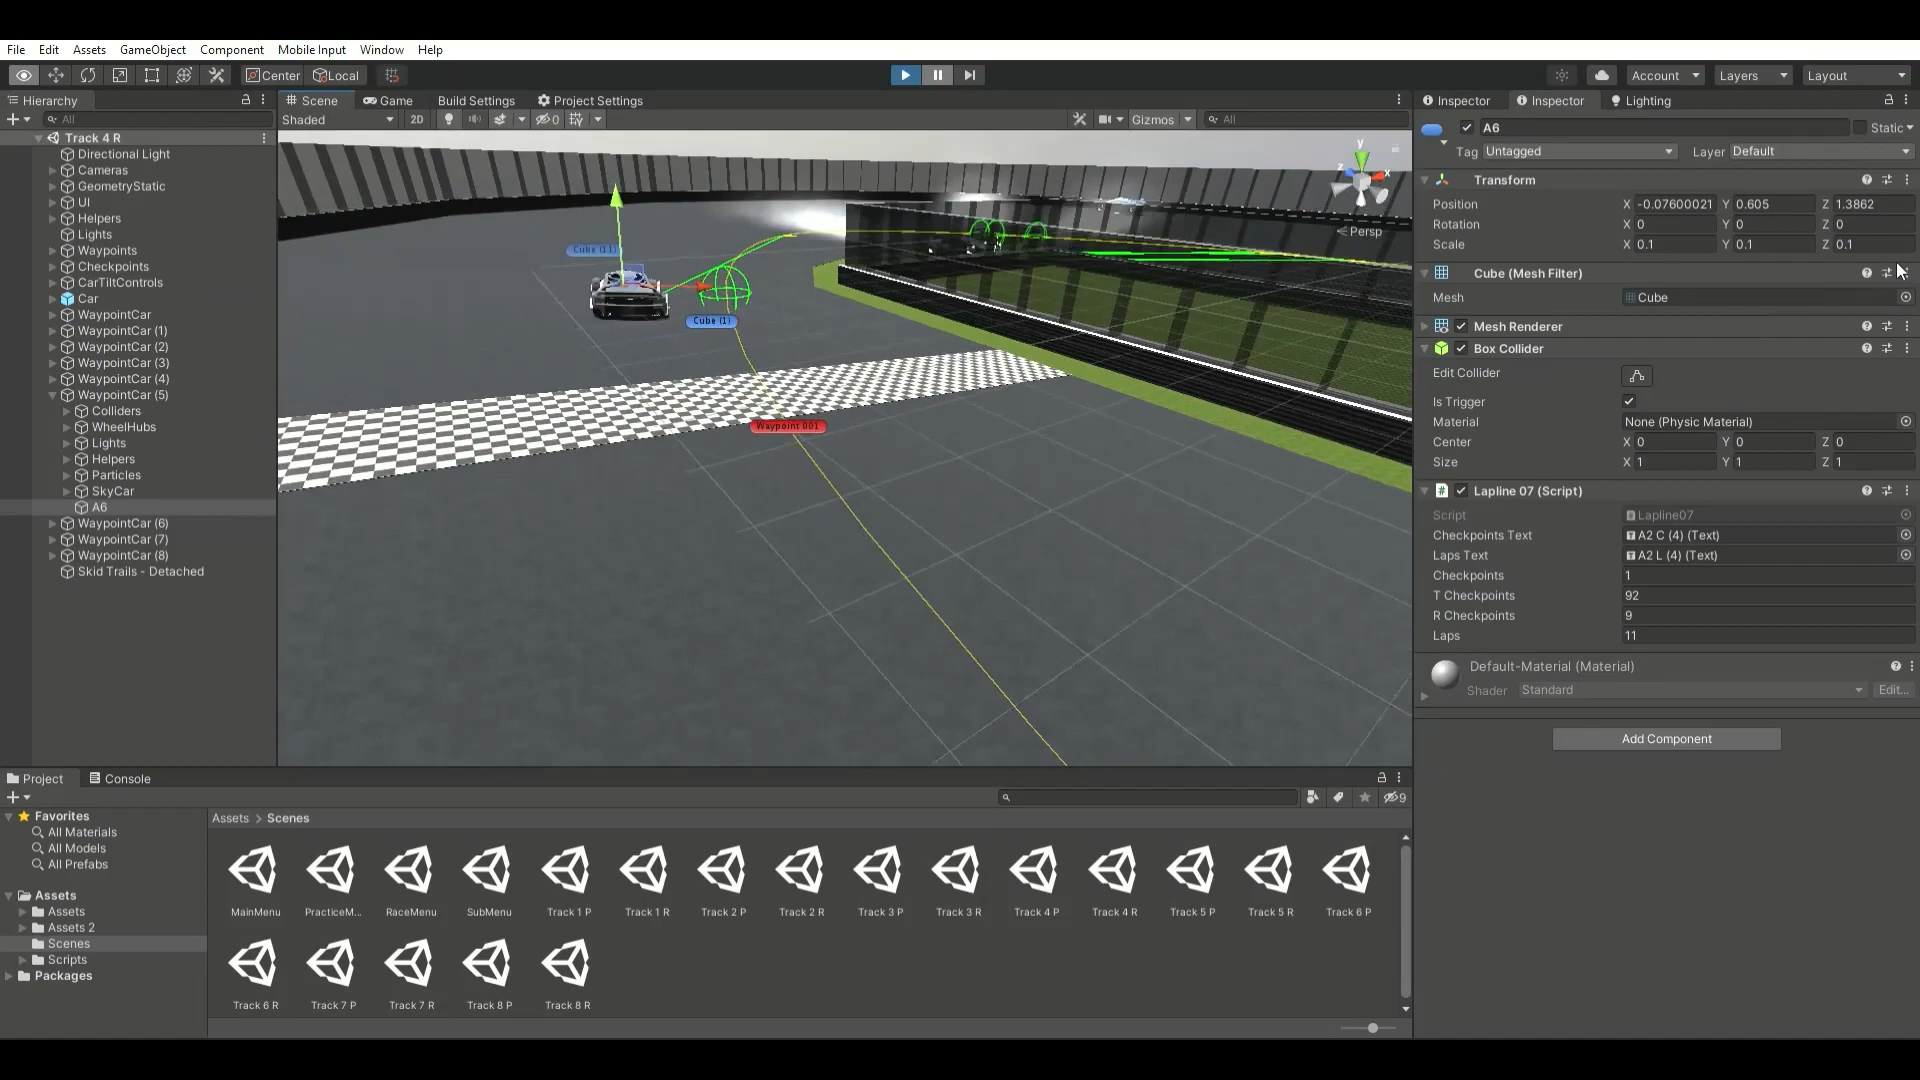 File Edit Assets GameObject Component Mobile Input Window Help
Center Local Account Layers Layout
Hierarchy Scene Game Build Settings Project Settings Inspector Inspector Lighting
All Shaded 2D 0 Gizmos All A6 Static
Tag Untagged Layer Default
Track 4 R
Directional Light
Cameras
GeometryStatic
UI
Helpers
Lights
Waypoints
Checkpoints
CarTiltControls
Car
WaypointCar
WaypointCar (1)
WaypointCar (2)
WaypointCar (3)
WaypointCar (4)
WaypointCar (5)
Colliders
WheelHubs
Lights
Helpers
Particles
SkyCar
A6
WaypointCar (6)
WaypointCar (7)
WaypointCar (8)
Skid Trails - Detached
y
z x
Persp
Cube (11)
Cube (1)
Waypoint 001
Transform
Position X -0.07600021 Y 0.605 Z 1.3862
Rotation X 0 Y 0 Z 0
Scale X 0.1 Y 0.1 Z 0.1
Cube (Mesh Filter)
Mesh Cube
Mesh Renderer
Box Collider
Edit Collider
Is Trigger
Material None (Physic Material)
Center X 0 Y 0 Z 0
Size X 1 Y 1 Z 1
Lapline 07 (Script)
Script Lapline07
Checkpoints Text A2 C (4) (Text)
Laps Text A2 L (4) (Text)
Checkpoints 1
T Checkpoints 92
R Checkpoints 9
Laps 11
Default-Material (Material)
Shader Standard Edit...
Add Component
Project Console
9
Favorites
All Materials
All Models
All Prefabs
Assets
Assets
Assets 2
Scenes
Scripts
Packages
Assets > Scenes
MainMenu PracticeM... RaceMenu SubMenu Track 1 P Track 1 R Track 2 P Track 2 R Track 3 P Track 3 R Track 4 P Track 4 R Track 5 P Track 5 R Track 6 P
Track 6 R Track 7 P Track 7 R Track 8 P Track 8 R